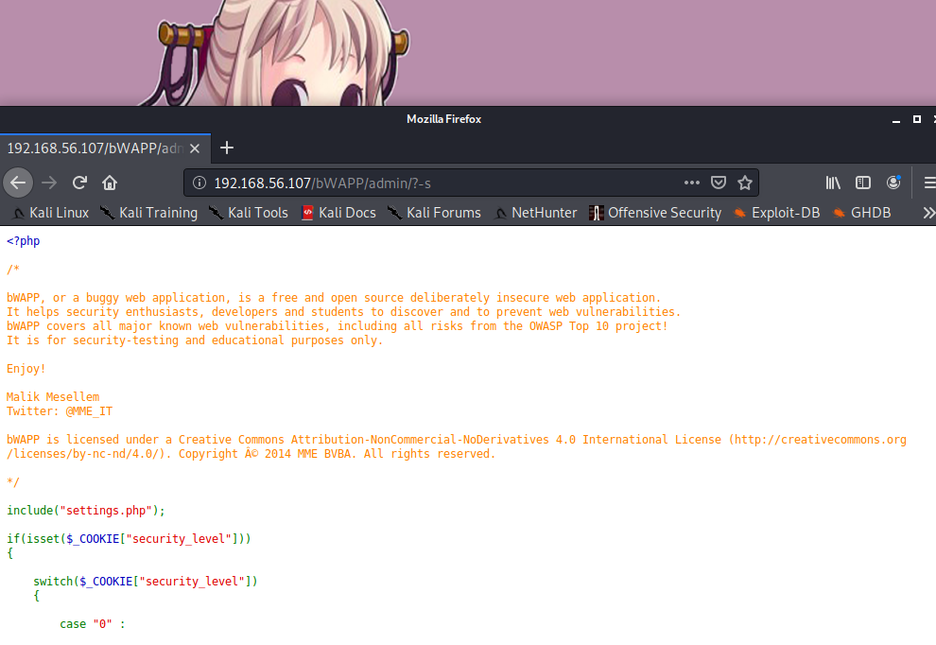 Mozilla Firefox
192.168.56.107/bWAPP/adm
192.168.56.107/bWAPP/admin/?-s
Kali Linux Kali Training Kali Tools Kali Docs Kali Forums NetHunter Offensive Security Exploit-DB GHDB
<?php
/*
bWAPP, or a buggy web application, is a free and open source deliberately insecure web application.
It helps security enthusiasts, developers and students to discover and to prevent web vulnerabilities.
bWAPP covers all major known web vulnerabilities, including all risks from the OWASP Top 10 project!
It is for security-testing and educational purposes only.
Enjoy!
Malik Mesellem
Twitter: @MME_IT
bWAPP is licensed under a Creative Commons Attribution-NonCommercial-NoDerivatives 4.0 International License (http://creativecommons.org
/licenses/by-nc-nd/4.0/). Copyright Â© 2014 MME BVBA. All rights reserved.
*/
include("settings.php");
if(isset($_COOKIE["security_level"]))
{
switch($_COOKIE["security_level"])
{
case "0" :